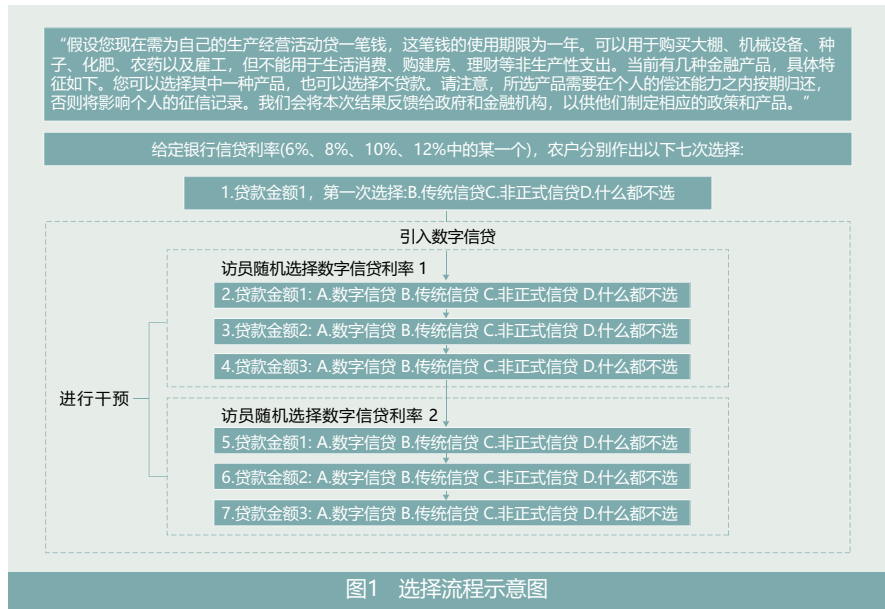 “假设您现在需为自己的生产经营活动贷一笔钱，这笔钱的使用期限为一年。可以用于购买大棚、机械设备、种
子、化肥、农药以及雇工，但不能用于生活消费、购建房、理财等非生产性支出。当前有几种金融产品，具体特
征如下。您可以选择其中一种产品，也可以选择不贷款。请注意，所选产品需要在个人的偿还能力之内按期归还，
否则将影响个人的征信记录。我们会将本次结果反馈给政府和金融机构，以供他们制定相应的政策和产品。”
给定银行信贷利率(6%、8%、10%、12%中的某一个)，农户分别作出以下七次选择:
1.贷款金额1，第一次选择:B.传统信贷C.非正式信贷D.什么都不选
引入数字信贷
访员随机选择数字信贷利率 1
2.贷款金额1: A.数字信贷 B.传统信贷 C.非正式信贷 D.什么都不选
3.贷款金额2: A.数字信贷 B.传统信贷 C.非正式信贷 D.什么都不选
4.贷款金额3: A.数字信贷 B.传统信贷 C.非正式信贷 D.什么都不选
进行干预
访员随机选择数字信贷利率 2
5.贷款金额1: A.数字信贷 B.传统信贷 C.非正式信贷 D.什么都不选
6.贷款金额2: A.数字信贷 B.传统信贷 C.非正式信贷 D.什么都不选
7.贷款金额3: A.数字信贷 B.传统信贷 C.非正式信贷 D.什么都不选
图1 选择流程示意图